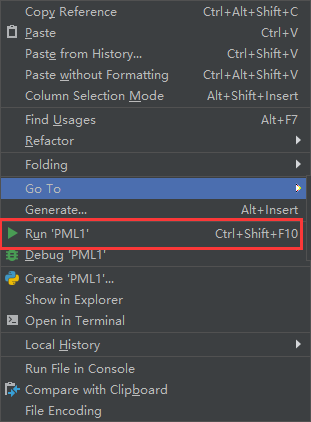 Copy Reference Ctrl+Alt+Shift+C
Paste Ctrl+V
Paste from History... Ctrl+Shift+V
Paste without Formatting Ctrl+Alt+Shift+V
Column Selection Mode Alt+Shift+Insert
Find Usages Alt+F7
Refactor
Folding
Go To
Generate... Alt+Insert
Run 'PML1' Ctrl+Shift+F10
Debug 'PML1'
Create 'PML1'...
Show in Explorer
Open in Terminal
Local History
Run File in Console
Compare with Clipboard
File Encoding